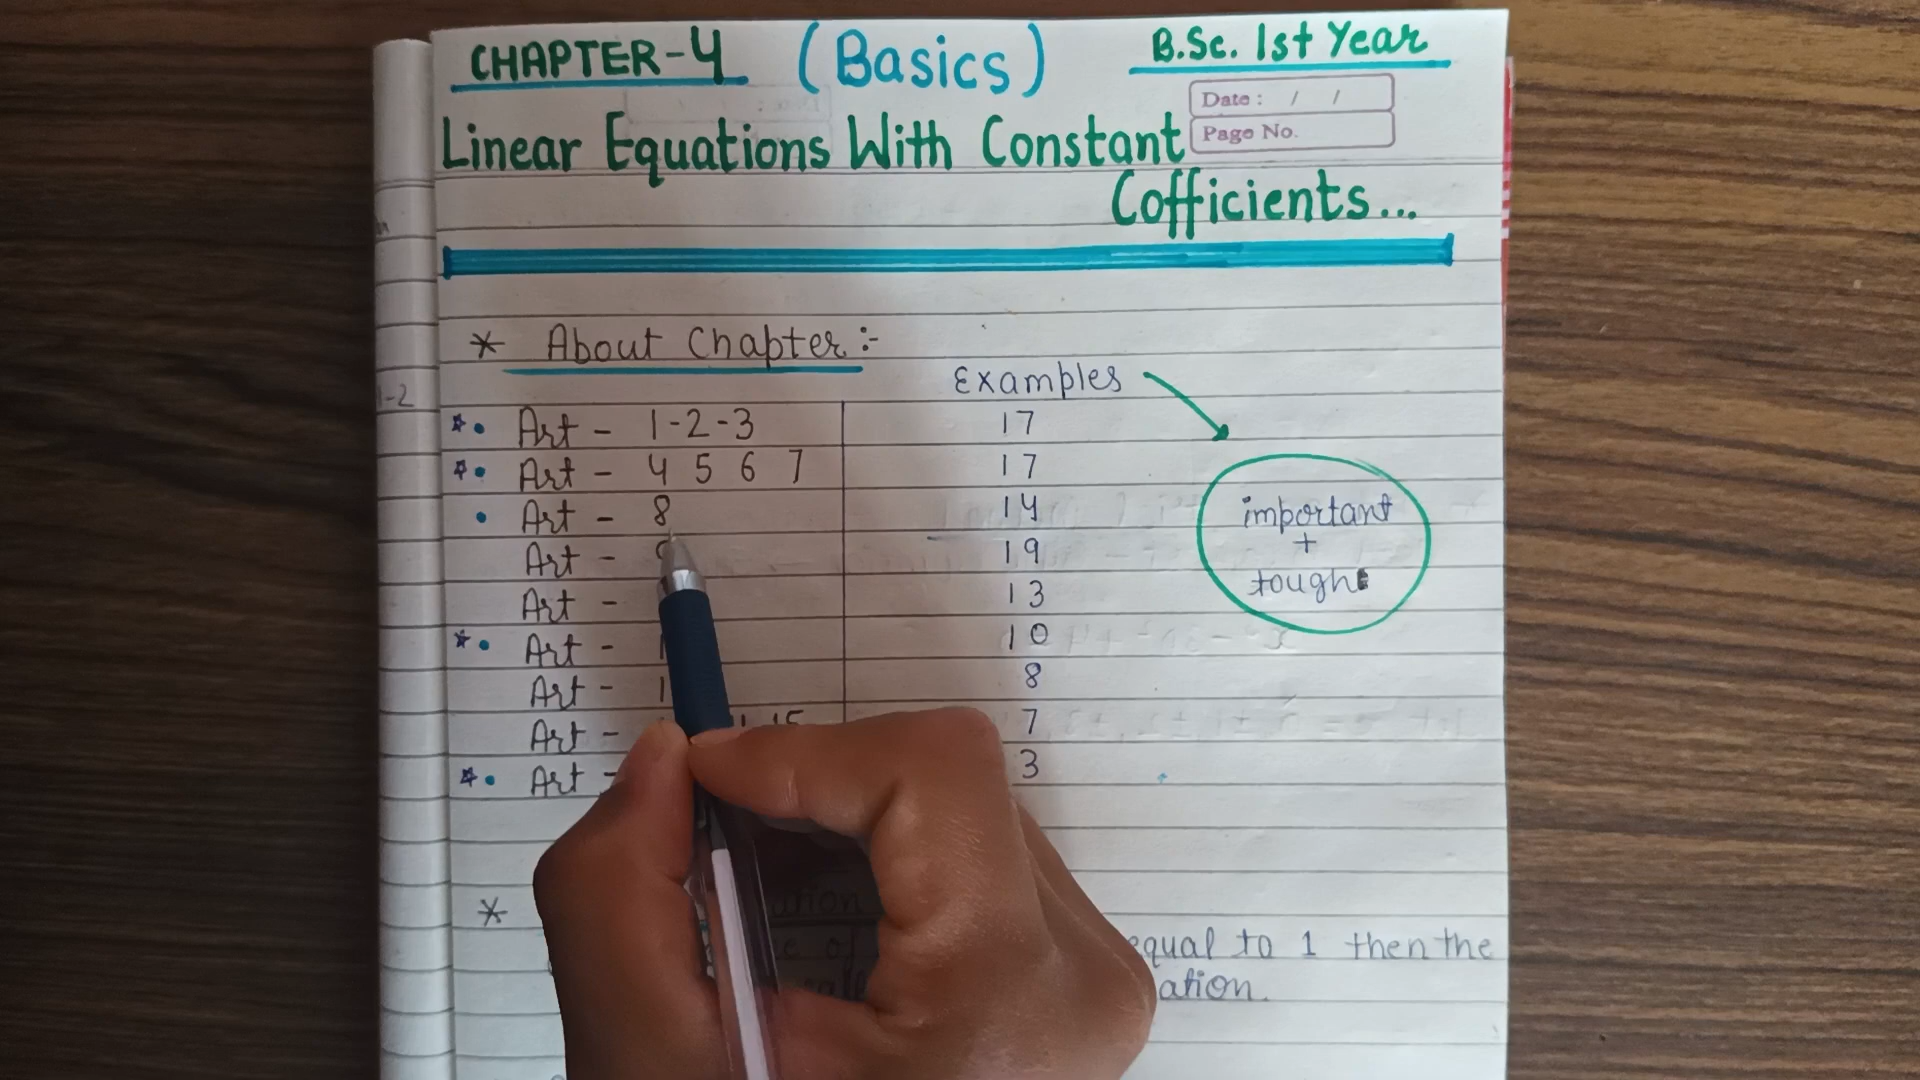 CHAPTER-4 (Basics) B.Sc. 1st Year
Date : / /
Linear Equations With Constant
Page No.
Cofficients...
* About Chapter :-
Examples
Art - 1-2-3 17
Art - 4 5 6 7 17
Art - 8 14
Art - 19
Art - 13
Art - 10
Art - 8
Art - 15 7
Art - 3
important
+
tough
*
equal to 1 then the